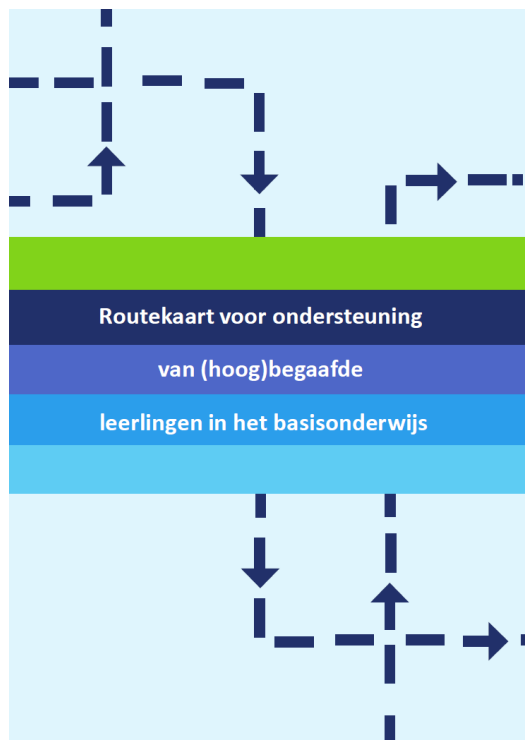 Routekaart voor ondersteuning
van (hoog)begaafde
leerlingen in het basisonderwijs